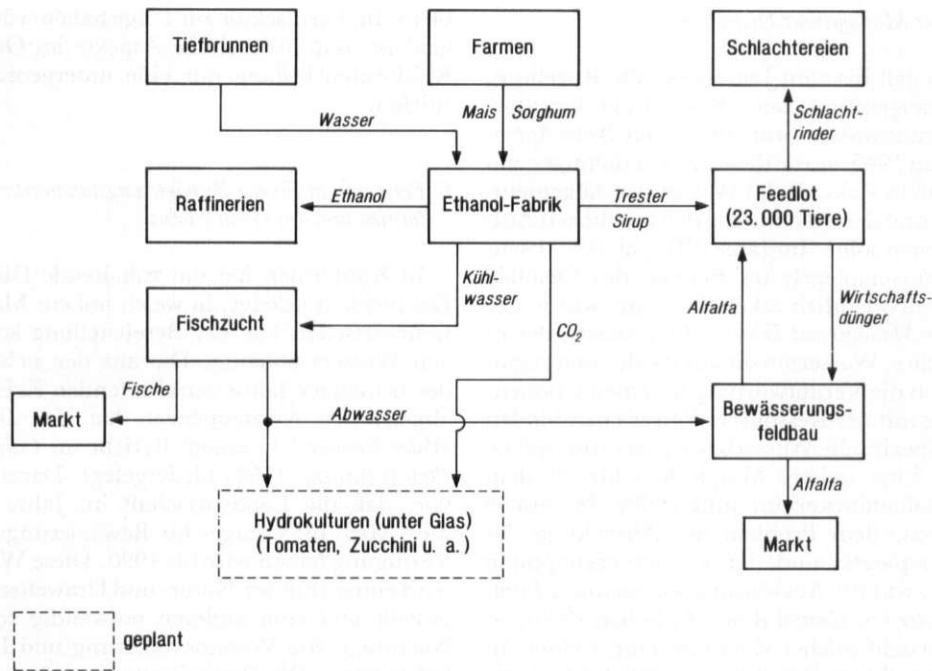 Tiefbrunnen
Farmen
Schlachtereien
Wasser
Mais Sorghum
Schlacht-
rinder
Raffinerien
Ethanol
Ethanol-Fabrik
Trester
Sirup
Feedlot
(23.000 Tiere)
Kühl-
wasser
Fischzucht
CO₂
Alfalfa
Wirtschafts-
dünger
Fische
Markt
Abwasser
Bewässerungs-
feldbau
Hydrokulturen (unter Glas)
(Tomaten, Zucchini u. a.)
Alfalfa
Markt
geplant